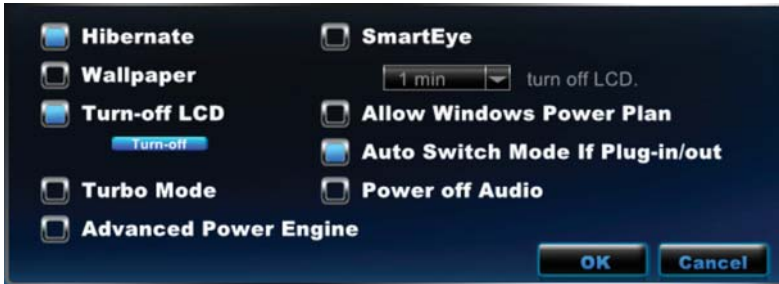 Hibernate
Wallpaper
Turn-off LCD
Turn-off
Turbo Mode
Advanced Power Engine
SmartEye
1 min turn off LCD.
Allow Windows Power Plan
Auto Switch Mode If Plug-in/out
Power off Audio
OK Cancel